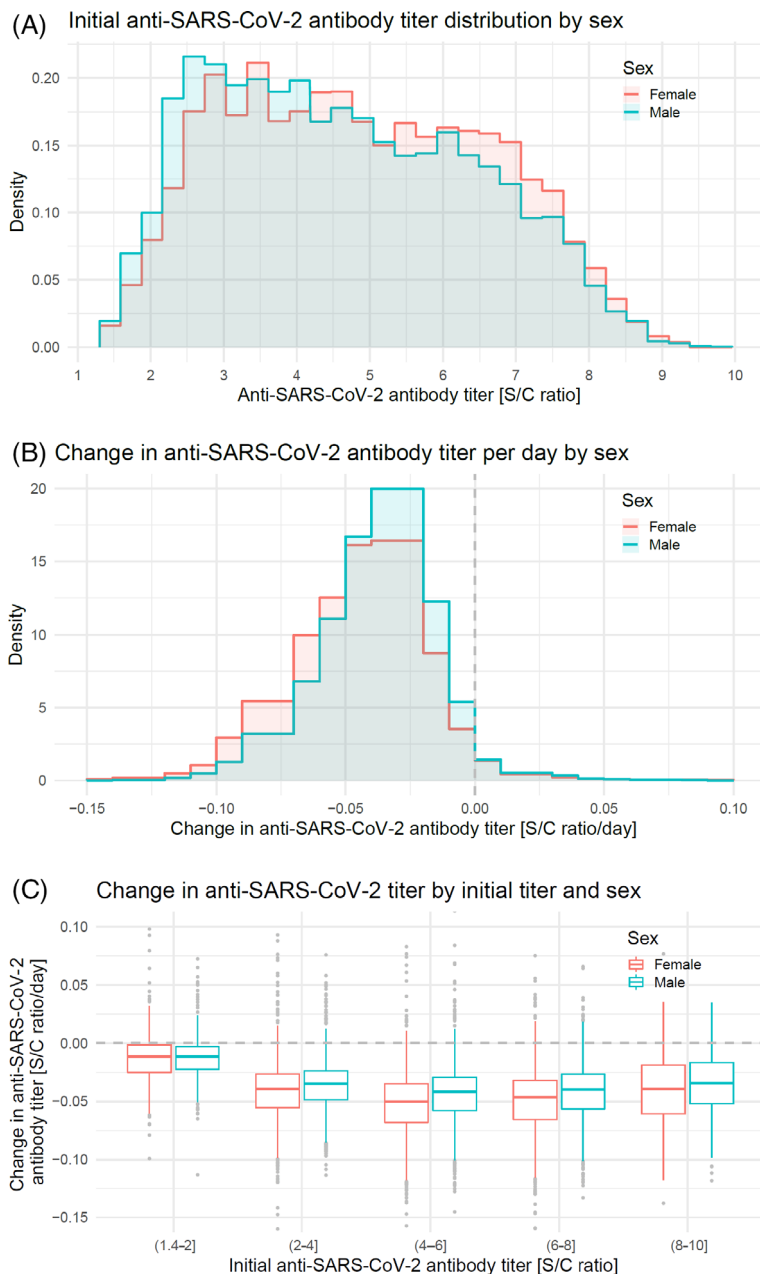 (A) Initial anti-SARS-CoV-2 antibody titer distribution by sex
Density
0.20
0.15
0.10
0.05
0.00
Sex
Female
Male
1 2 3 4 5 6 7 8 9 10
Anti-SARS-CoV-2 antibody titer [S/C ratio]
(B) Change in anti-SARS-CoV-2 antibody titer per day by sex
Density
20
15
10
5
0
Sex
Female
Male
−0.15 −0.10 −0.05 0.00 0.05 0.10
Change in anti-SARS-CoV-2 antibody titer [S/C ratio/day]
(C) Change in anti-SARS-CoV-2 titer by initial titer and sex
Change in anti-SARS-CoV-2
antibody titer [S/C ratio/day]
0.10
0.05
0.00
−0.05
−0.10
−0.15
Sex
Female
Male
(1.4–2] (2–4] (4–6] (6–8] (8-10]
Initial anti-SARS-CoV-2 antibody titer [S/C ratio]